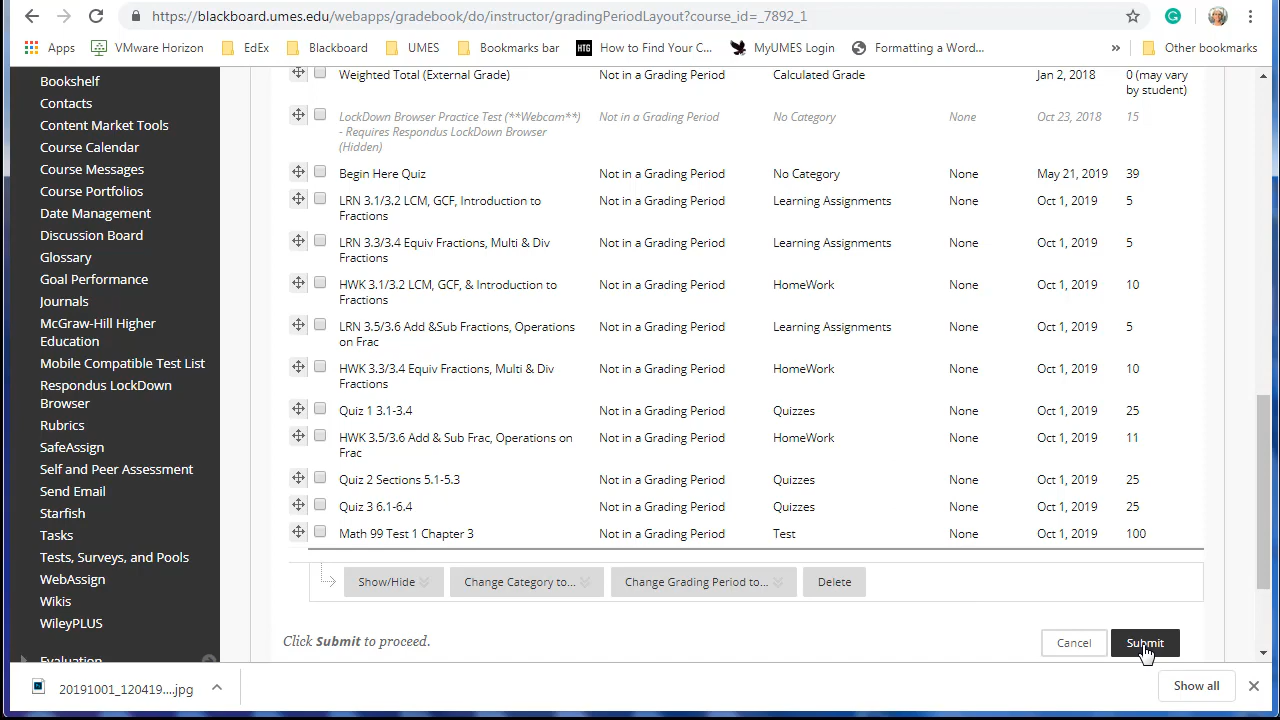 https://blackboard.umes.edu/webapps/gradebook/do/instructor/gradingPeriodLayout?course_id=_7892_1
Apps VMware Horizon EdEx Blackboard UMES Bookmarks bar HTG How to Find Your C... MyUMES Login Formatting a Word... » Other bookmarks
Bookshelf
Contacts
Content Market Tools
Course Calendar
Course Messages
Course Portfolios
Date Management
Discussion Board
Glossary
Goal Performance
Journals
McGraw-Hill Higher
Education
Mobile Compatible Test List
Respondus LockDown
Browser
Rubrics
SafeAssign
Self and Peer Assessment
Send Email
Starfish
Tasks
Tests, Surveys, and Pools
WebAssign
Wikis
WileyPLUS
Evaluation
Weighted Total (External Grade) Not in a Grading Period Calculated Grade Jan 2, 2018 0 (may vary
by student)
LockDown Browser Practice Test (**Webcam**) Not in a Grading Period No Category None Oct 23, 2018 15
- Requires Respondus LockDown Browser
(Hidden)
Begin Here Quiz Not in a Grading Period No Category None May 21, 2019 39
LRN 3.1/3.2 LCM, GCF, Introduction to Not in a Grading Period Learning Assignments None Oct 1, 2019 5
Fractions
LRN 3.3/3.4 Equiv Fractions, Multi & Div Not in a Grading Period Learning Assignments None Oct 1, 2019 5
Fractions
HWK 3.1/3.2 LCM, GCF, & Introduction to Not in a Grading Period HomeWork None Oct 1, 2019 10
Fractions
LRN 3.5/3.6 Add &Sub Fractions, Operations Not in a Grading Period Learning Assignments None Oct 1, 2019 5
on Frac
HWK 3.3/3.4 Equiv Fractions, Multi & Div Not in a Grading Period HomeWork None Oct 1, 2019 10
Fractions
Quiz 1 3.1-3.4 Not in a Grading Period Quizzes None Oct 1, 2019 25
HWK 3.5/3.6 Add & Sub Frac, Operations on Not in a Grading Period HomeWork None Oct 1, 2019 11
Frac
Quiz 2 Sections 5.1-5.3 Not in a Grading Period Quizzes None Oct 1, 2019 25
Quiz 3 6.1-6.4 Not in a Grading Period Quizzes None Oct 1, 2019 25
Math 99 Test 1 Chapter 3 Not in a Grading Period Test None Oct 1, 2019 100
Show/Hide Change Category to... Change Grading Period to... Delete
Click Submit to proceed. Cancel Submit
20191001_120419....jpg Show all